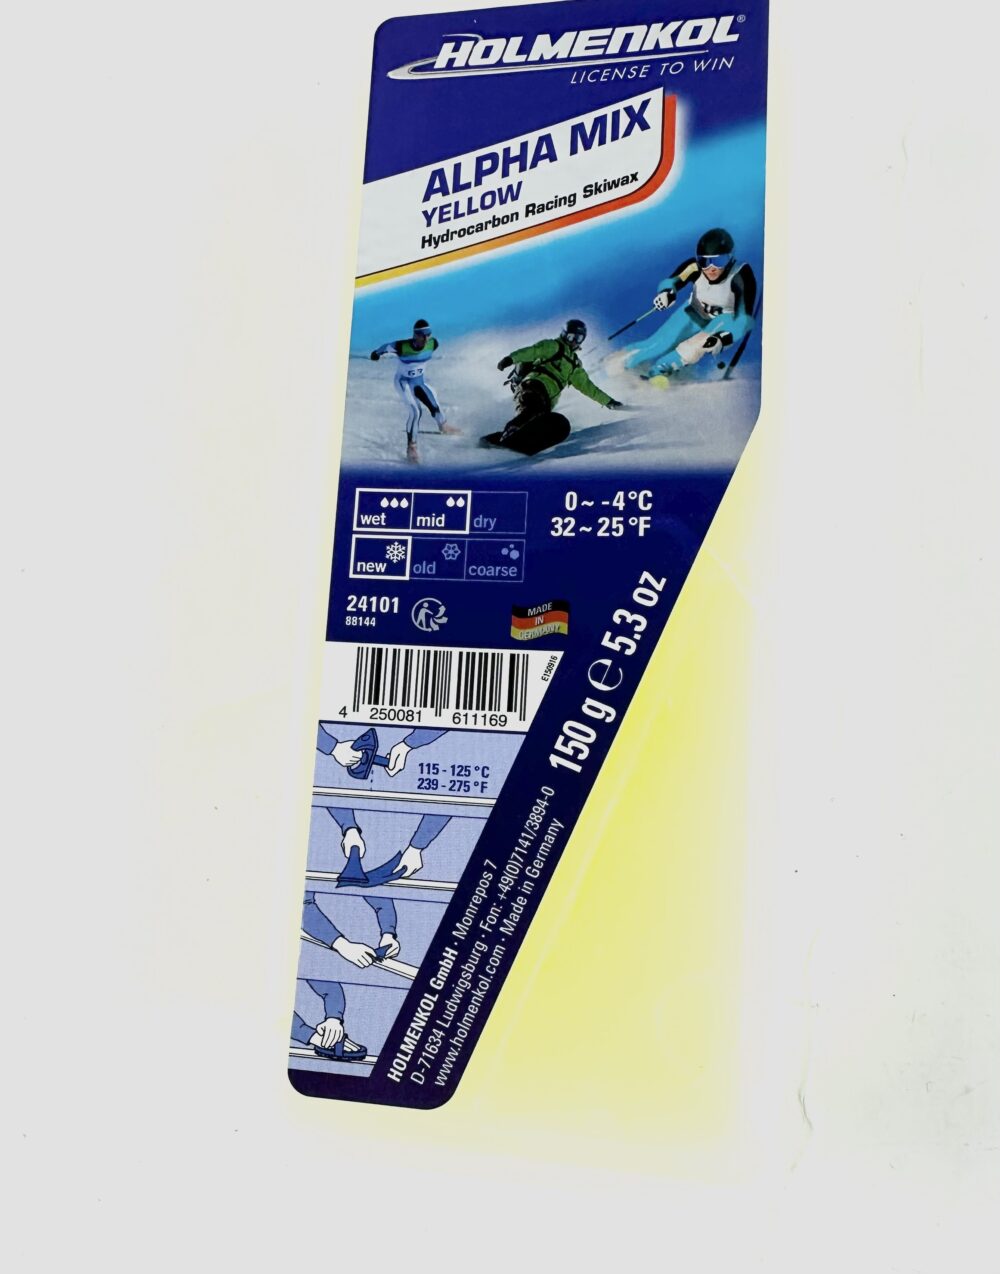 HOLMENKOL®
LICENSE TO WIN
ALPHA MIX
YELLOW
Hydrocarbon Racing Skiwax
53
wet mid dry
0 ~ -4°C
32 ~ 25°F
new old coarse
24101
88144
MADE
IN
GERMANY
E150916
150 g e 5.3 oz
4 250081 611169
115 - 125°C
239 - 275°F
HOLMENKOL GmbH · Monrepos 7
D-71634 Ludwigsburg · Fon: +49(0)7141/3894-0
www.holmenkol.com · Made in Germany